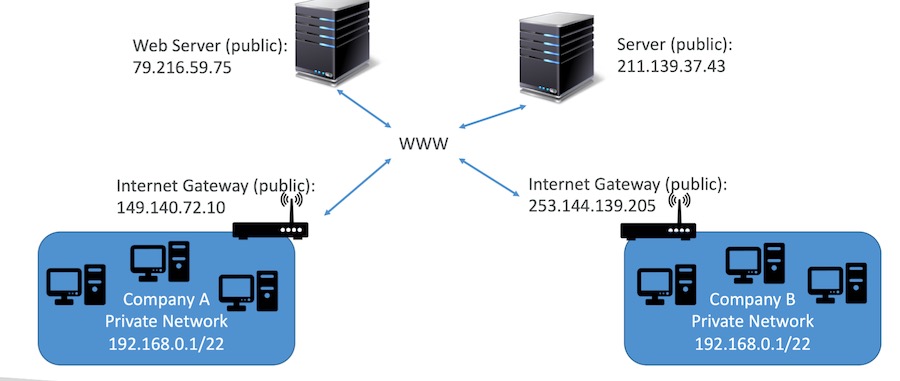 Web Server (public):
79.216.59.75
Server (public):
211.139.37.43
WWW
Internet Gateway (public):
149.140.72.10
Internet Gateway (public):
253.144.139.205
Company A
Private Network
192.168.0.1/22
Company B
Private Network
192.168.0.1/22